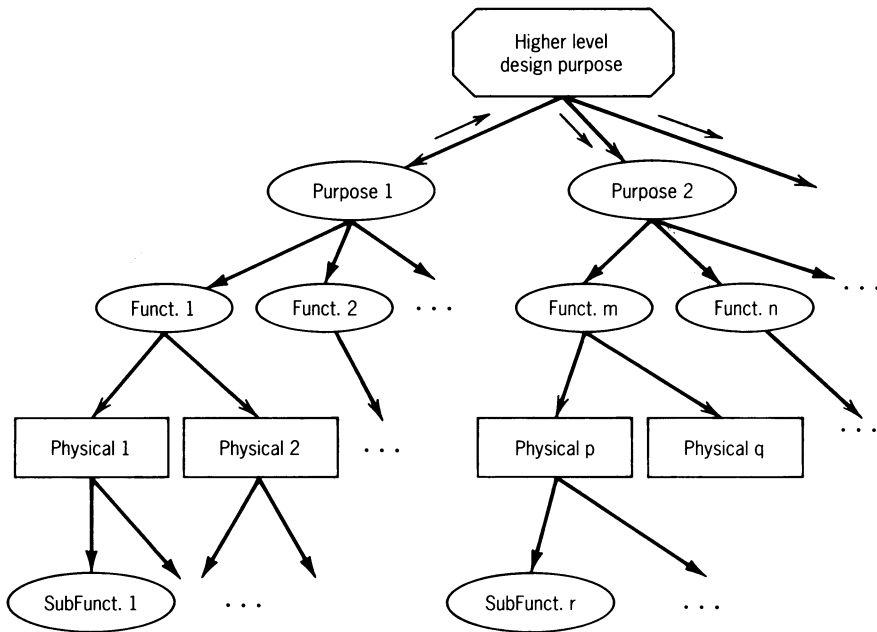 Higher level
design purpose
Purpose 1
Purpose 2
Funct. 1
Funct. 2
. . .
Funct. m
Funct. n
. . .
Physical 1
Physical 2
. . .
Physical p
Physical q
. . .
SubFunct. 1
. . .
SubFunct. r
. . .